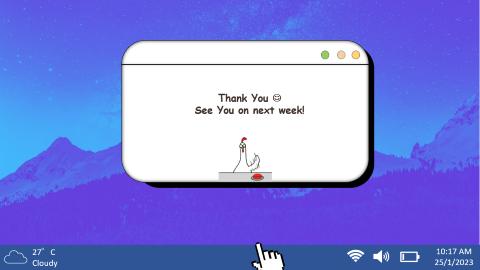 Thank You ☺
See You on next week!
27° C
Cloudy
10:17 AM
25/1/2023